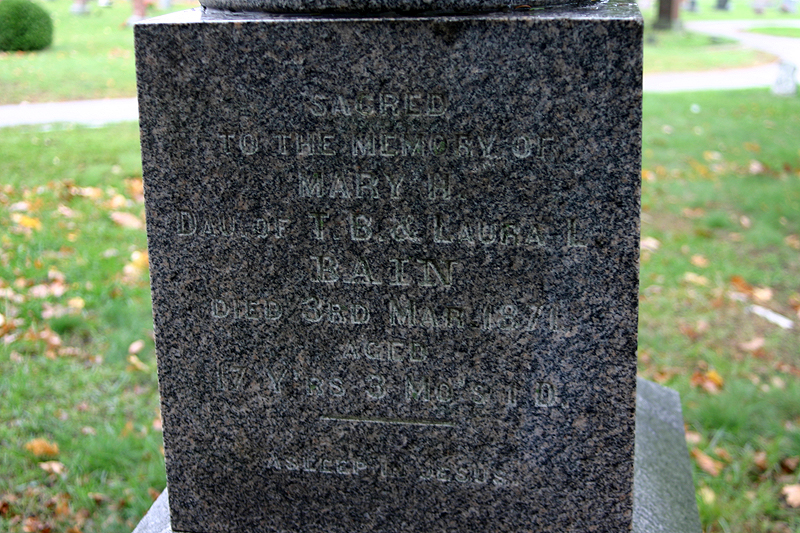 SACRED
TO THE MEMORY OF
MARY H
DAU. OF T. B. & LAURA L
BAIN
DIED 3RD MAR 1871
AGED
17 Y'RS 3 MO'S 1 D.
ASLEEP IN JESUS.